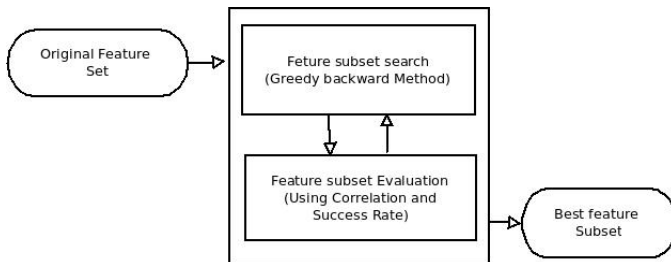 Original Feature
Set
Feture subset search
(Greedy backward Method)
Feature subset Evaluation
(Using Correlation and
Success Rate)
Best feature
Subset